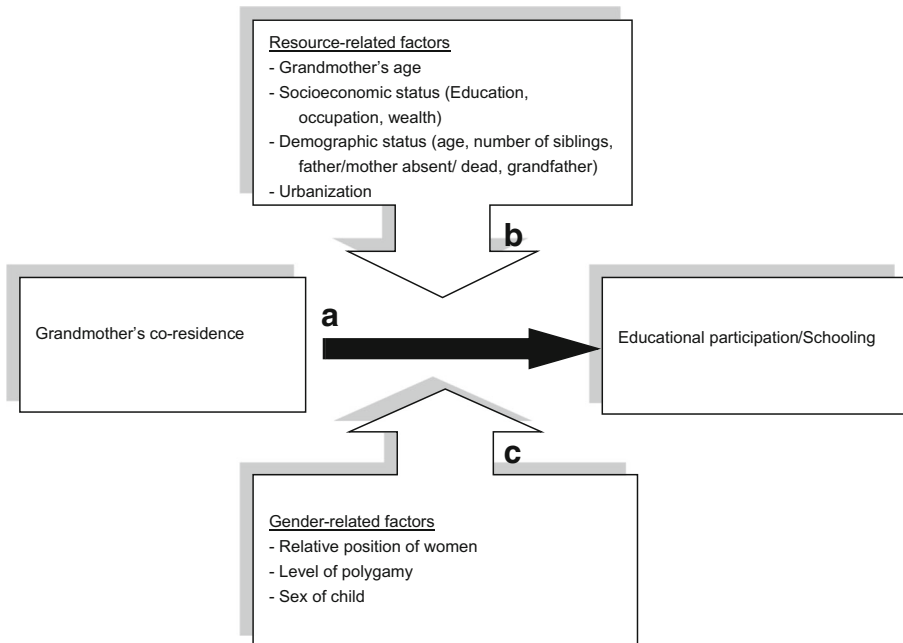 Resource-related factors
- Grandmother's age
- Socioeconomic status (Education,
occupation, wealth)
- Demographic status (age, number of siblings,
father/mother absent/ dead, grandfather)
- Urbanization
b
Grandmother's co-residence
a
Educational participation/Schooling
c
Gender-related factors
- Relative position of women
- Level of polygamy
- Sex of child